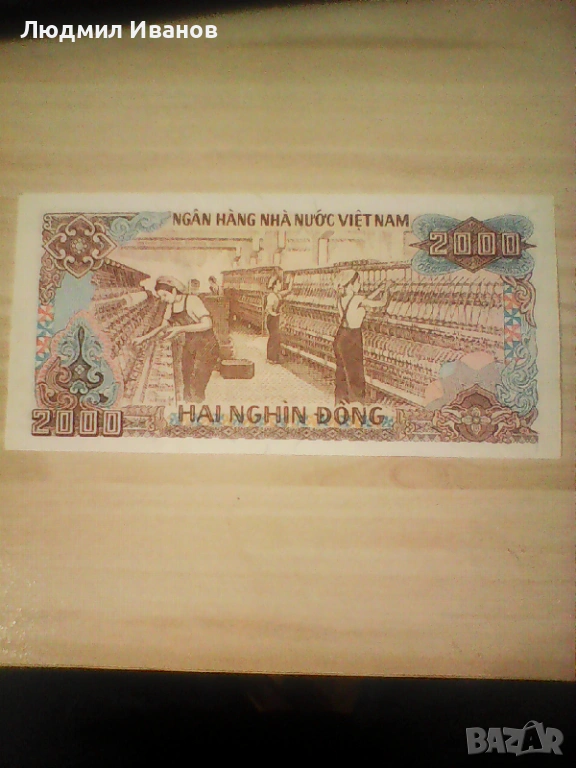 Людмил Иванов
NGÂN HÀNG NHÀ NƯỚC VIỆT NAM
2000
2000
HAI NGHÌN ĐỒNG
BAZAR